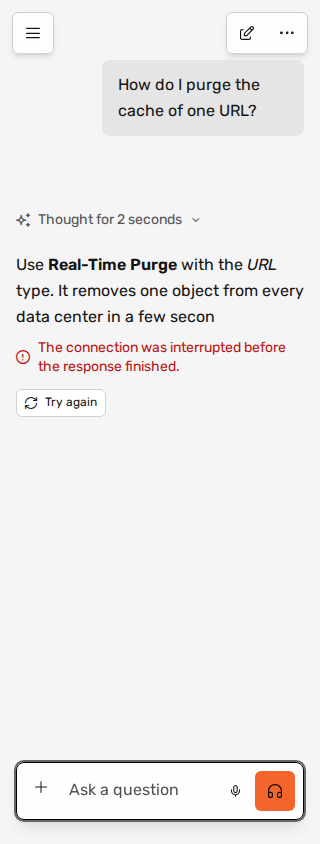 How do I purge the
cache of one URL?
Thought for 2 seconds
Use Real-Time Purge with the URL
type. It removes one object from every
data center in a few secon
The connection was interrupted before
the response finished.
Try again
Ask a question